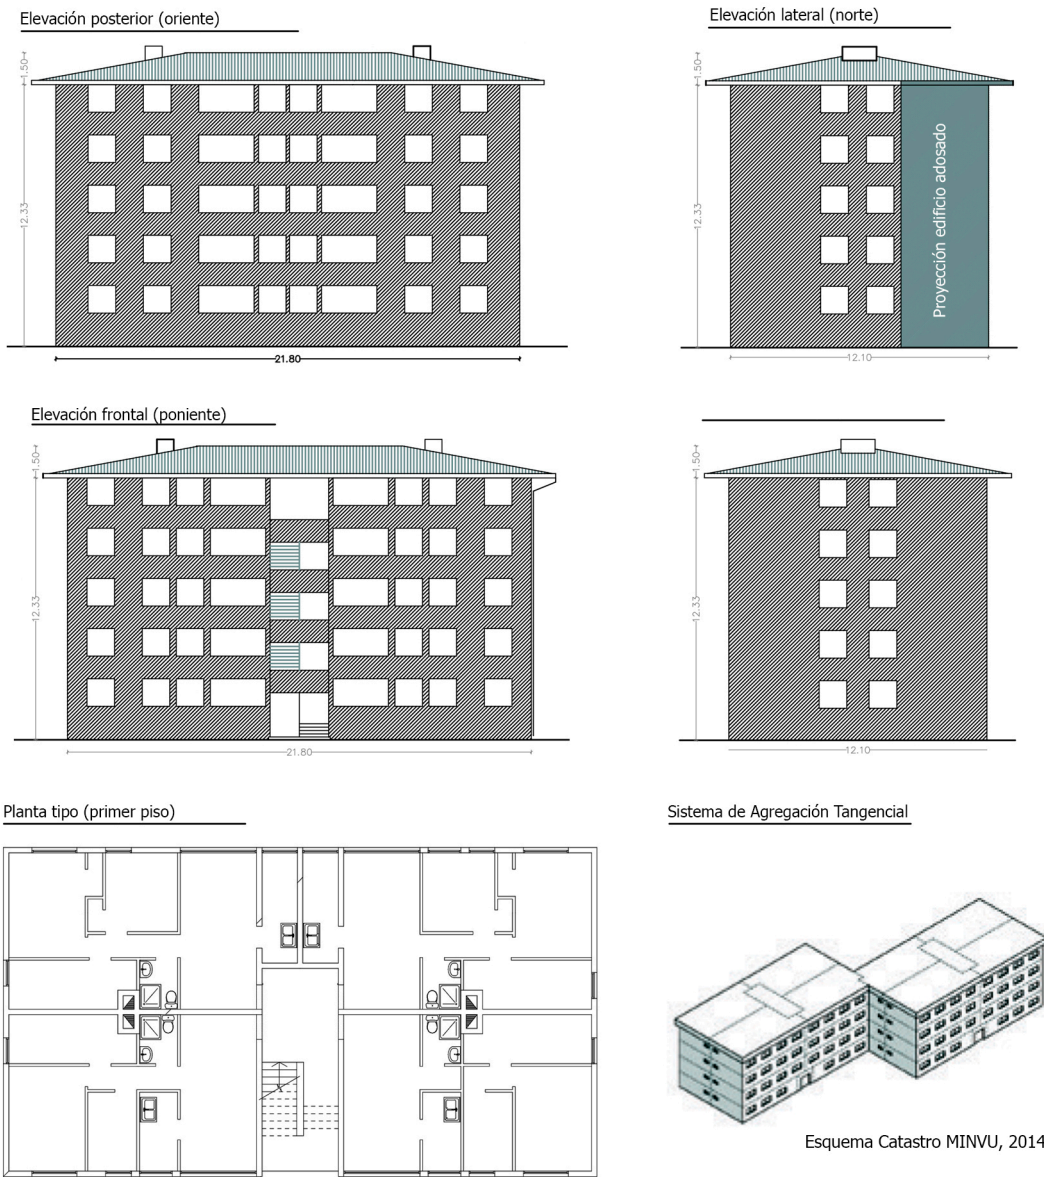 Elevación posterior (oriente)
1.50
12.33
21.80
Elevación lateral (norte)
1.50
12.33
Proyección edificio adosado
12.10
Elevación frontal (poniente)
1.50
12.33
21.80
1.50
12.33
12.10
Planta tipo (primer piso)
Sistema de Agregación Tangencial
Esquema Catastro MINVU, 2014